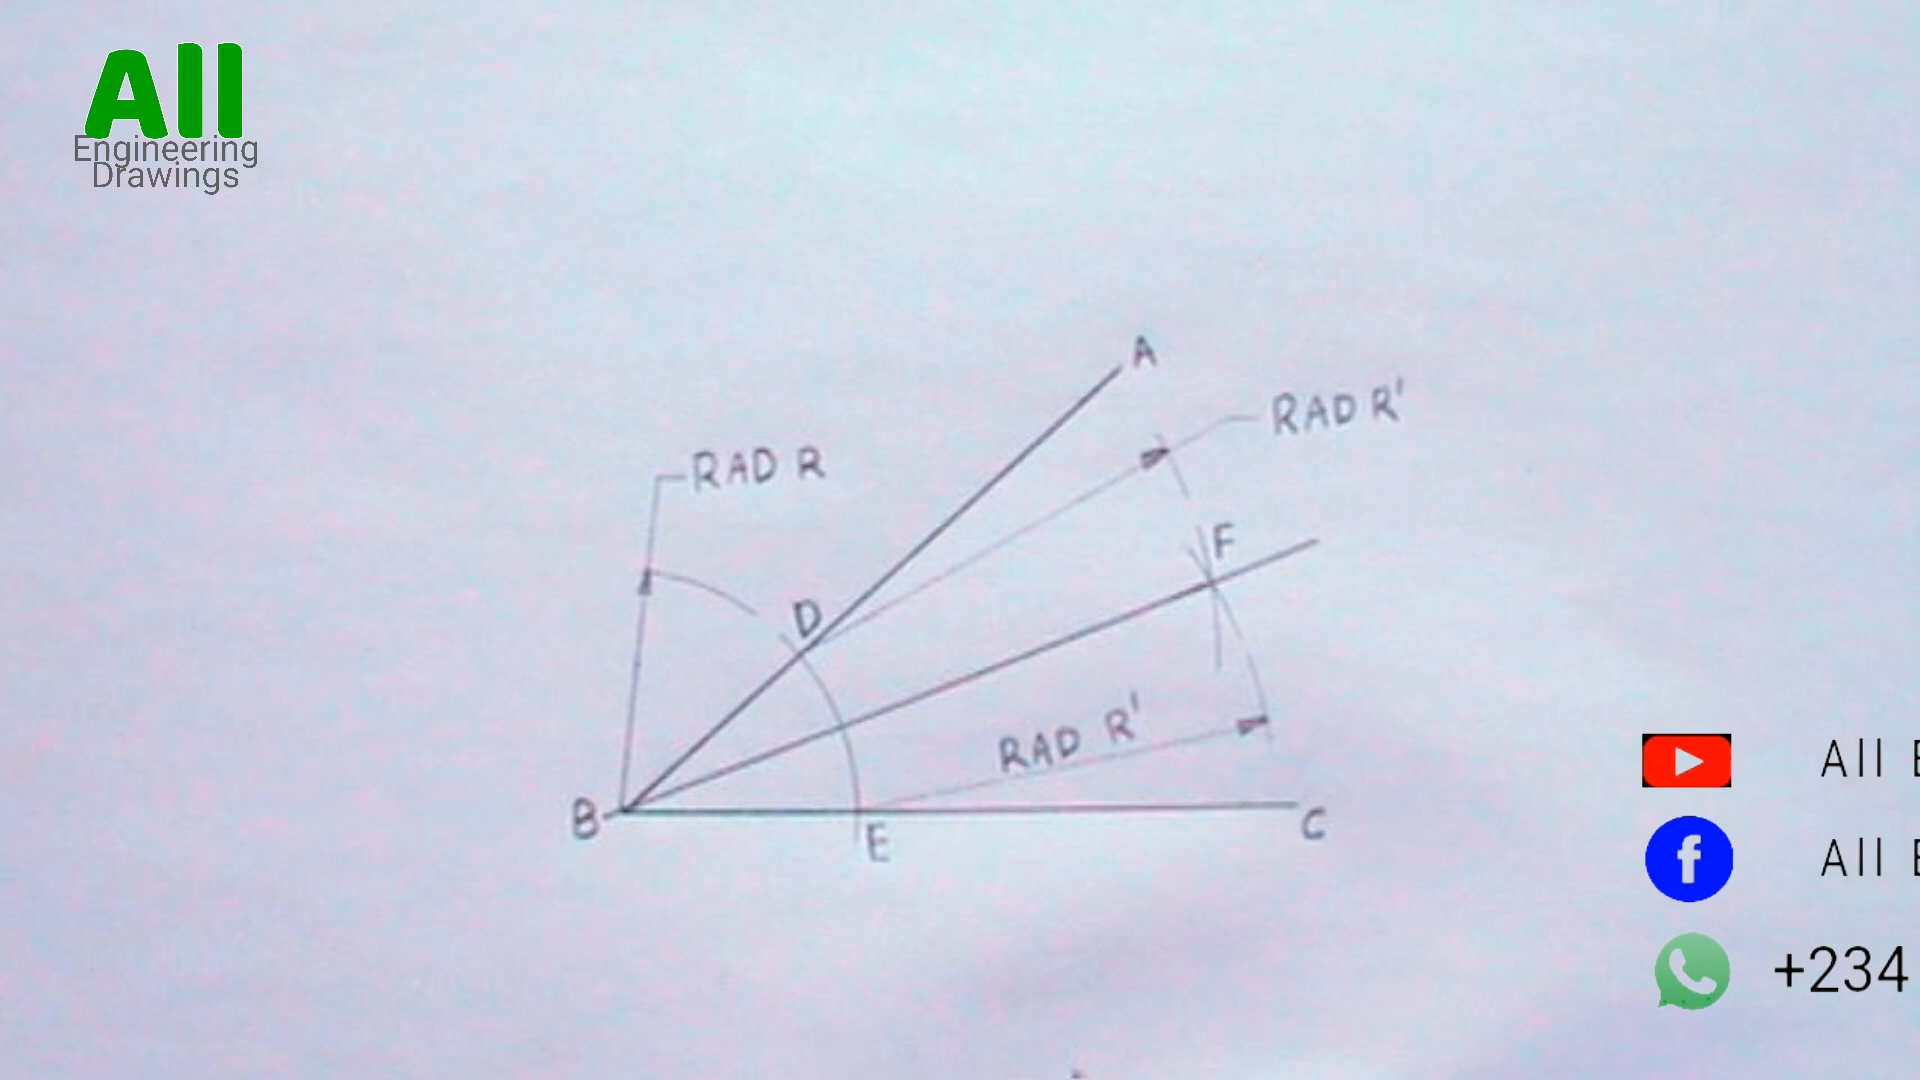 All
Engineering
Drawings
A
RAD R'
RAD R
F
D
RAD R'
B
E
C
All E
All E
+234